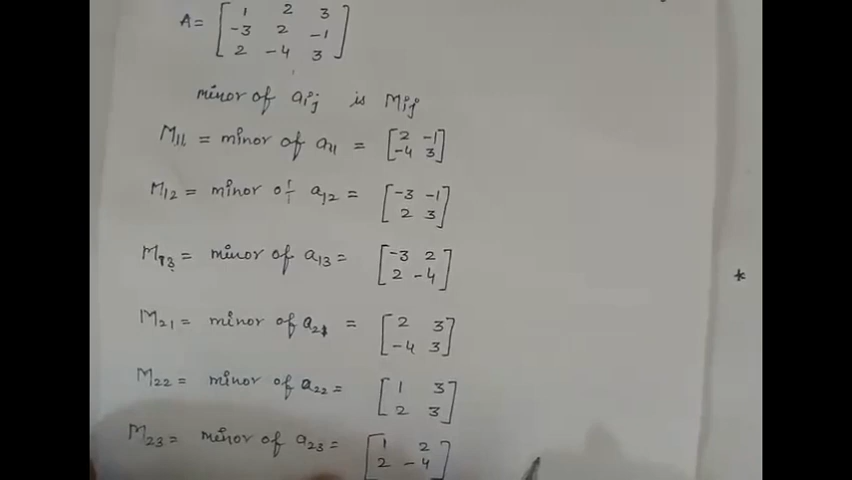 A = [ 1 2 3
-3 2 -1
2 -4 3 ]
minor of aij is Mij
M11 = minor of a11 = [ 2 -1
-4 3 ]
M12 = minor of a12 = [ -3 -1
2 3 ]
M13 = minor of a13 = [ -3 2
2 -4 ]
M21 = minor of a21 = [ 2 3
-4 3 ]
M22 = minor of a22 = [ 1 3
2 3 ]
M23 = minor of a23 = [ 1 2
2 -4 ]
*